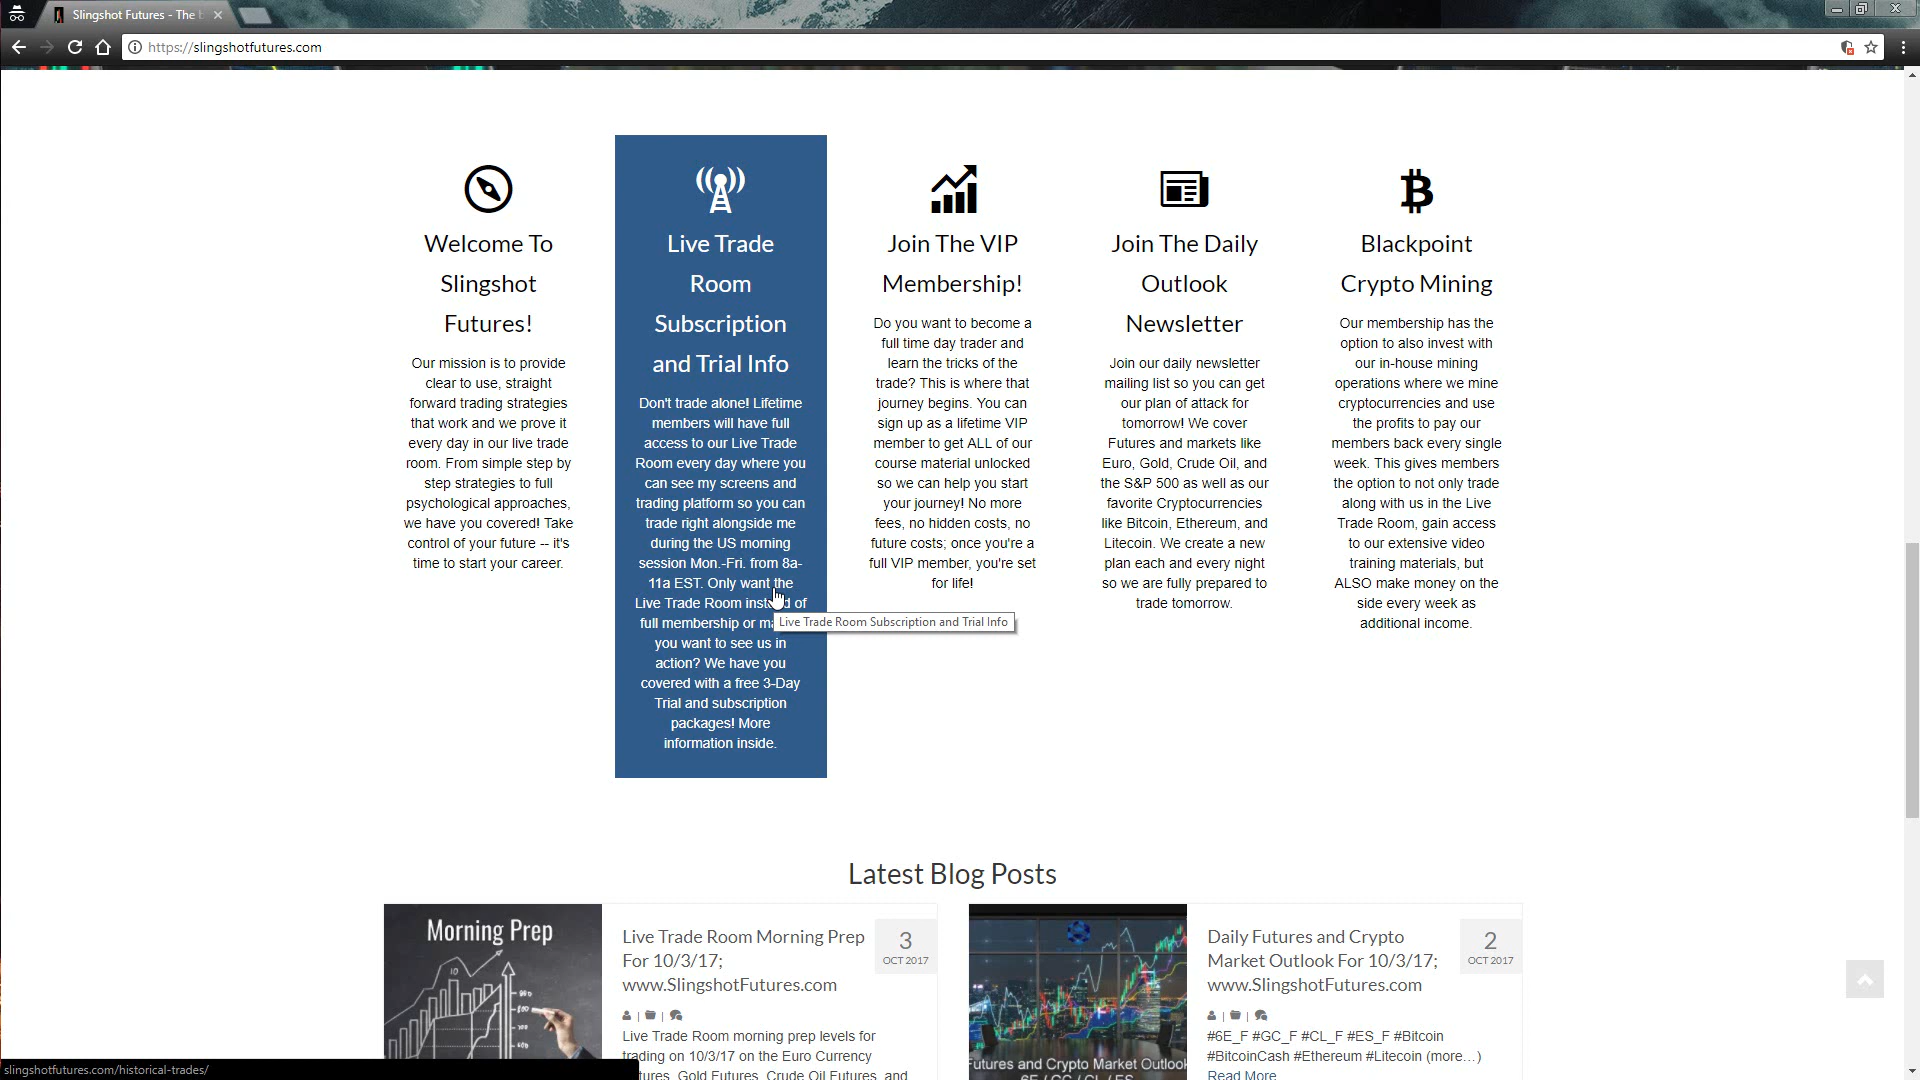 Slingshot Futures - The b
https://slingshotfutures.com
Welcome To
Slingshot
Futures!
Our mission is to provide
clear to use, straight
forward trading strategies
that work and we prove it
every day in our live trade
room. From simple step by
step strategies to full
psychological approaches,
we have you covered! Take
control of your future -- it's
time to start your career.
Live Trade
Room
Subscription
and Trial Info
Don't trade alone! Lifetime
members will have full
access to our Live Trade
Room every day where you
can see my screens and
trading platform so you can
trade right alongside me
during the US morning
session Mon.-Fri. from 8a-
11a EST. Only want the
Live Trade Room instead of
full membership or
you want to see us in
action? We have you
covered with a free 3-Day
Trial and subscription
packages! More
information inside.
Live Trade Room Subscription and Trial Info
Join The VIP
Membership!
Do you want to become a
full time day trader and
learn the tricks of the
trade? This is where that
journey begins. You can
sign up as a lifetime VIP
member to get ALL of our
course material unlocked
so we can help you start
your journey! No more
fees, no hidden costs, no
future costs; once you're a
full VIP member, you're set
for life!
Join The Daily
Outlook
Newsletter
Join our daily newsletter
mailing list so you can get
our plan of attack for
tomorrow! We cover
Futures and markets like
Euro, Gold, Crude Oil, and
the S&P 500 as well as our
favorite Cryptocurrencies
like Bitcoin, Ethereum, and
Litecoin. We create a new
plan each and every night
so we are fully prepared to
trade tomorrow.
Blackpoint
Crypto Mining
Our membership has the
option to also invest with
our in-house mining
operations where we mine
cryptocurrencies and use
the profits to pay our
members back every single
week. This gives members
the option to not only trade
along with us in the Live
Trade Room, gain access
to our extensive video
training materials, but
ALSO make money on the
side every week as
additional income.
Latest Blog Posts
Morning Prep
Live Trade Room Morning Prep
For 10/3/17;
www.SlingshotFutures.com
3
OCT 2017
Live Trade Room morning prep levels for
trading on 10/3/17 on the Euro Currency
Futures, Gold Futures, Crude Oil Futures, and
Futures and Crypto Market Outlook
6E / GC / CL / ES
Daily Futures and Crypto
Market Outlook For 10/3/17;
www.SlingshotFutures.com
2
OCT 2017
#6E_F #GC_F #CL_F #ES_F #Bitcoin
#BitcoinCash #Ethereum #Litecoin (more…)
Read More
slingshotfutures.com/historical-trades/